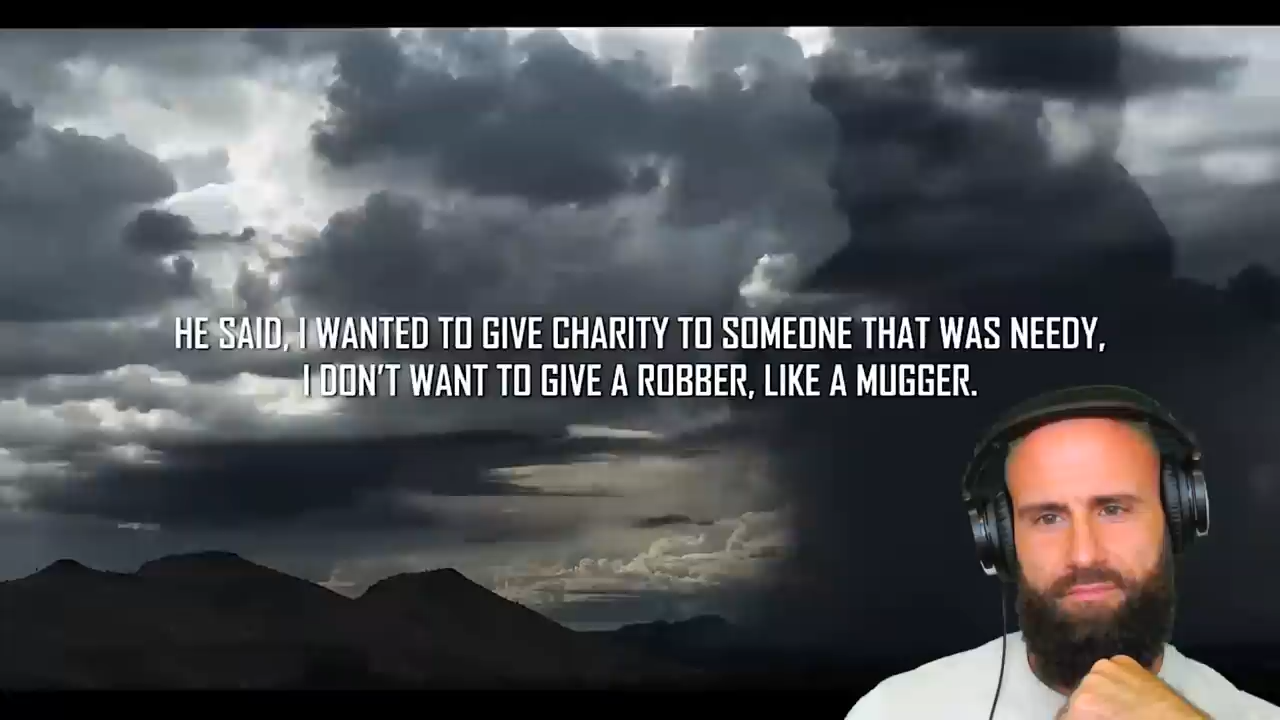 HE SAID, I WANTED TO GIVE CHARITY TO SOMEONE THAT WAS NEEDY,
I DON'T WANT TO GIVE A ROBBER, LIKE A MUGGER.